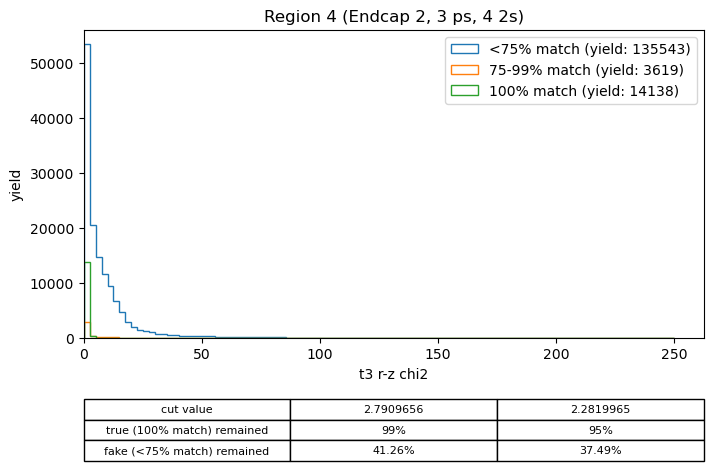 Region 4 (Endcap 2, 3 ps, 4 2s)
<75% match (yield: 135543)
75-99% match (yield: 3619)
100% match (yield: 14138)
yield
50000
40000
30000
20000
10000
0
0 50 100 150 200 250
t3 r-z chi2
cut value 2.7909656 2.2819965
true (100% match) remained 99% 95%
fake (<75% match) remained 41.26% 37.49%